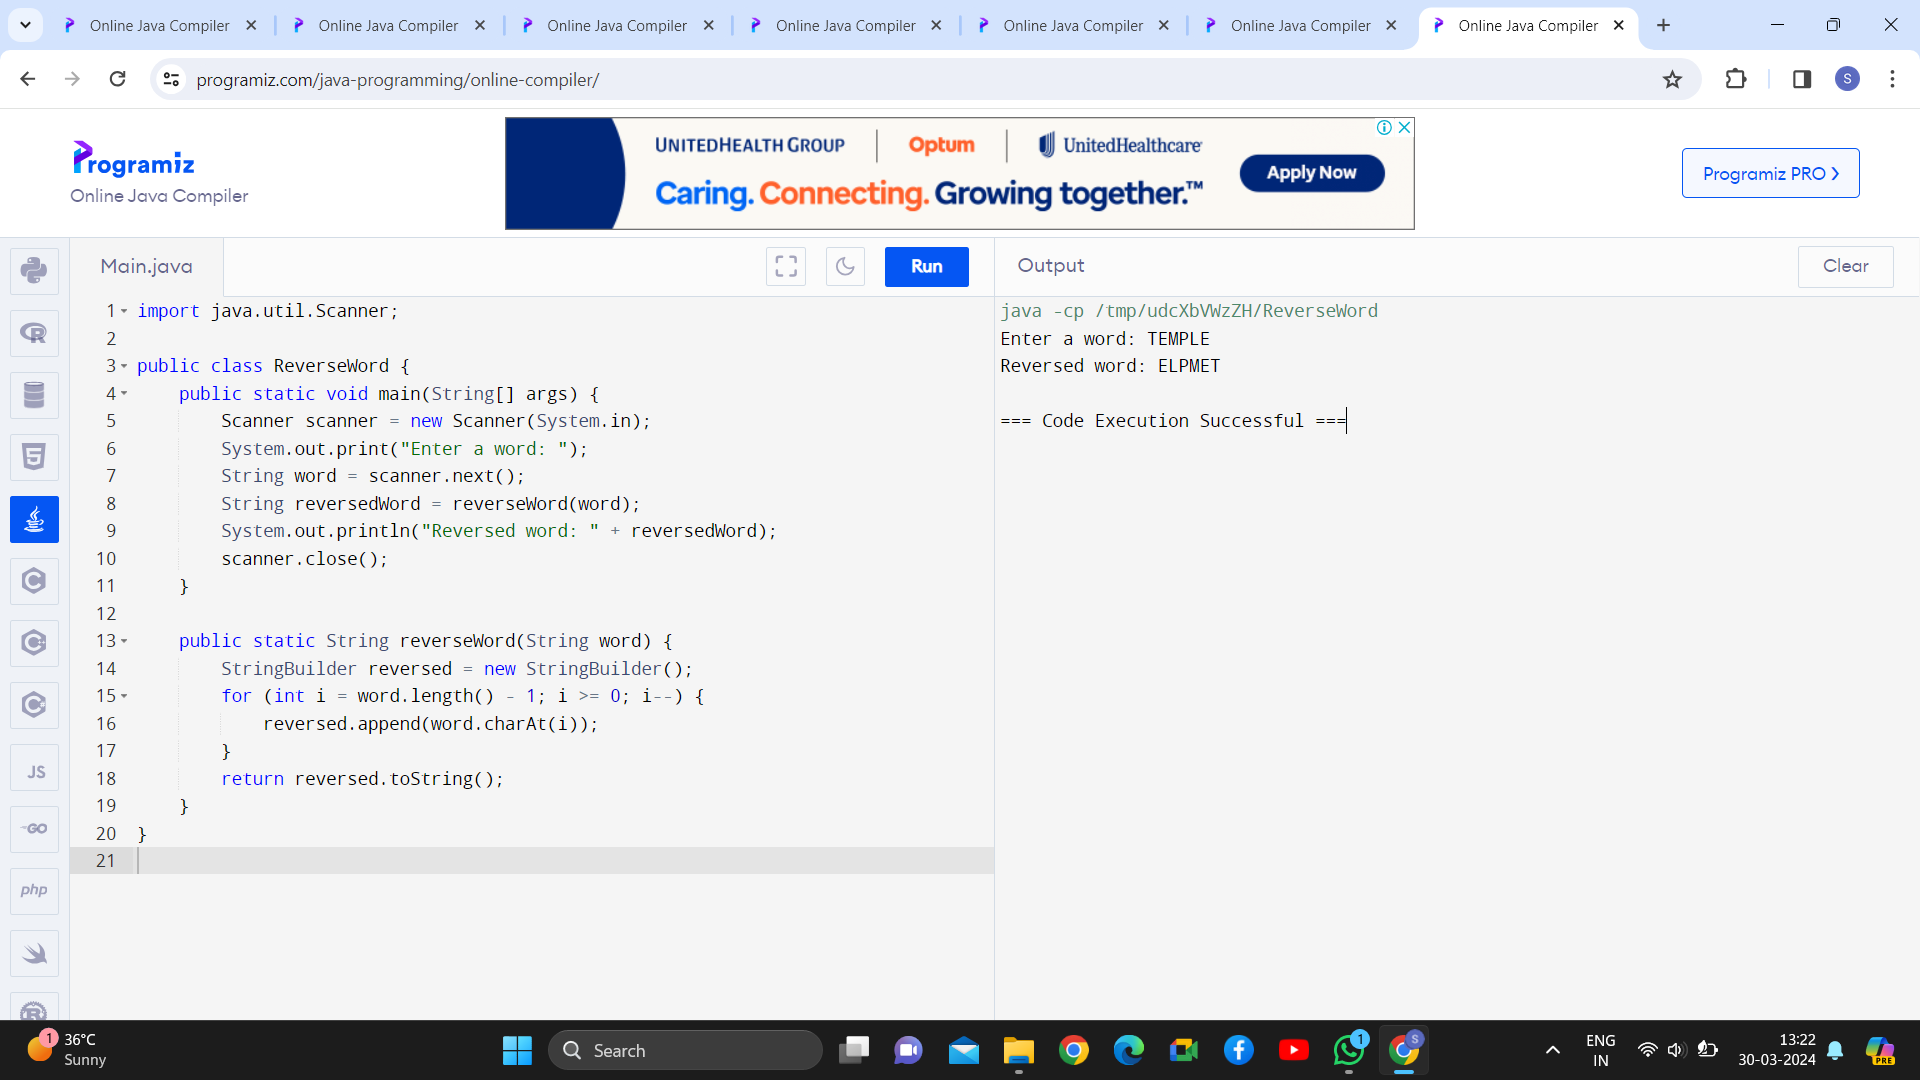 Online Java Compiler Online Java Compiler Online Java Compiler Online Java Compiler Online Java Compiler Online Java Compiler Online Java Compiler
programiz.com/java-programming/online-compiler/ S
Programiz
Online Java Compiler
UNITEDHEALTH GROUP Optum UnitedHealthcare
Caring. Connecting. Growing together.™
Apply Now
Programiz PRO
Main.java
Run
Output
Clear
1 import java.util.Scanner;
2
3 public class ReverseWord {
4 public static void main(String[] args) {
5 Scanner scanner = new Scanner(System.in);
6 System.out.print("Enter a word: ");
7 String word = scanner.next();
8 String reversedWord = reverseWord(word);
9 System.out.println("Reversed word: " + reversedWord);
10 scanner.close();
11 }
12
13 public static String reverseWord(String word) {
14 StringBuilder reversed = new StringBuilder();
15 for (int i = word.length() - 1; i >= 0; i--) {
16 reversed.append(word.charAt(i));
17 }
18 return reversed.toString();
19 }
20 }
21
java -cp /tmp/udcXbVWzZH/ReverseWord
Enter a word: TEMPLE
Reversed word: ELPMET
=== Code Execution Successful ===
R
5
C
C
C
JS
GO
php
1
36°C
Sunny
Search
1
S
ENG
IN
13:22
30-03-2024
PRE